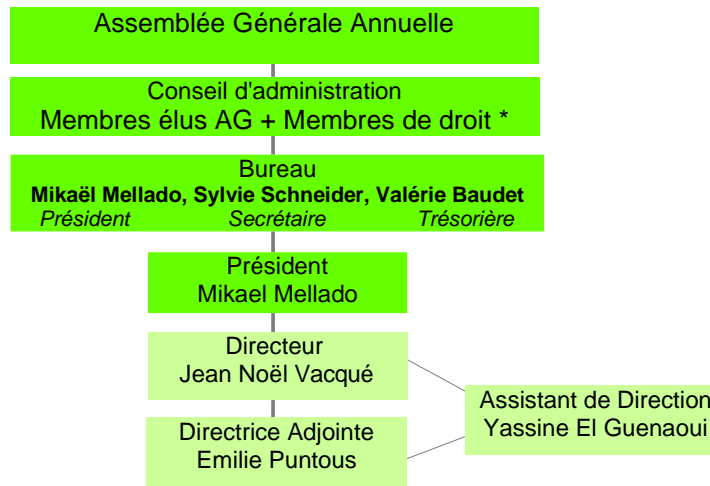 Assemblée Générale Annuelle
Conseil d'administration
Membres élus AG + Membres de droit *
Bureau
Mikaël Mellado, Sylvie Schneider, Valérie Baudet
Président Secrétaire Trésorière
Président
Mikael Mellado
Directeur
Jean Noël Vacqué
Assistant de Direction
Yassine El Guenaoui
Directrice Adjointe
Emilie Puntous